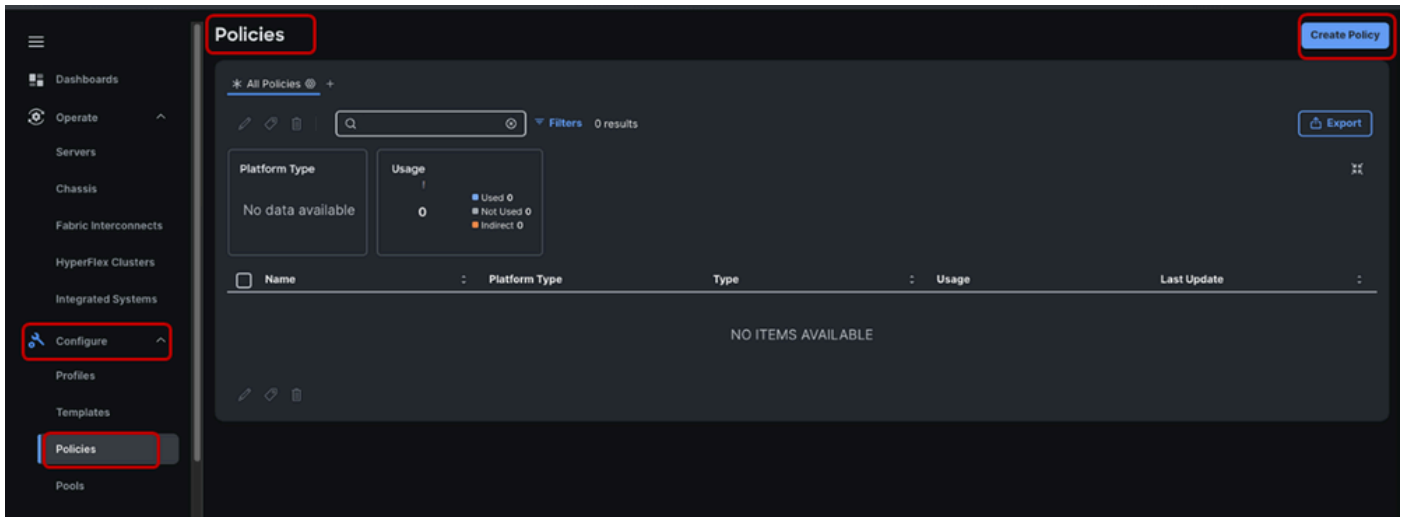 Policies
Create Policy
Dashboards
All Policies
+
Operate
Filters 0 results
Export
Servers
Platform Type
Usage
Chassis
No data available
0
Used 0
Not Used 0
Indirect 0
Fabric Interconnects
HyperFlex Clusters
Name Platform Type Type Usage Last Update
Integrated Systems
NO ITEMS AVAILABLE
Configure
Profiles
Templates
Policies
Pools